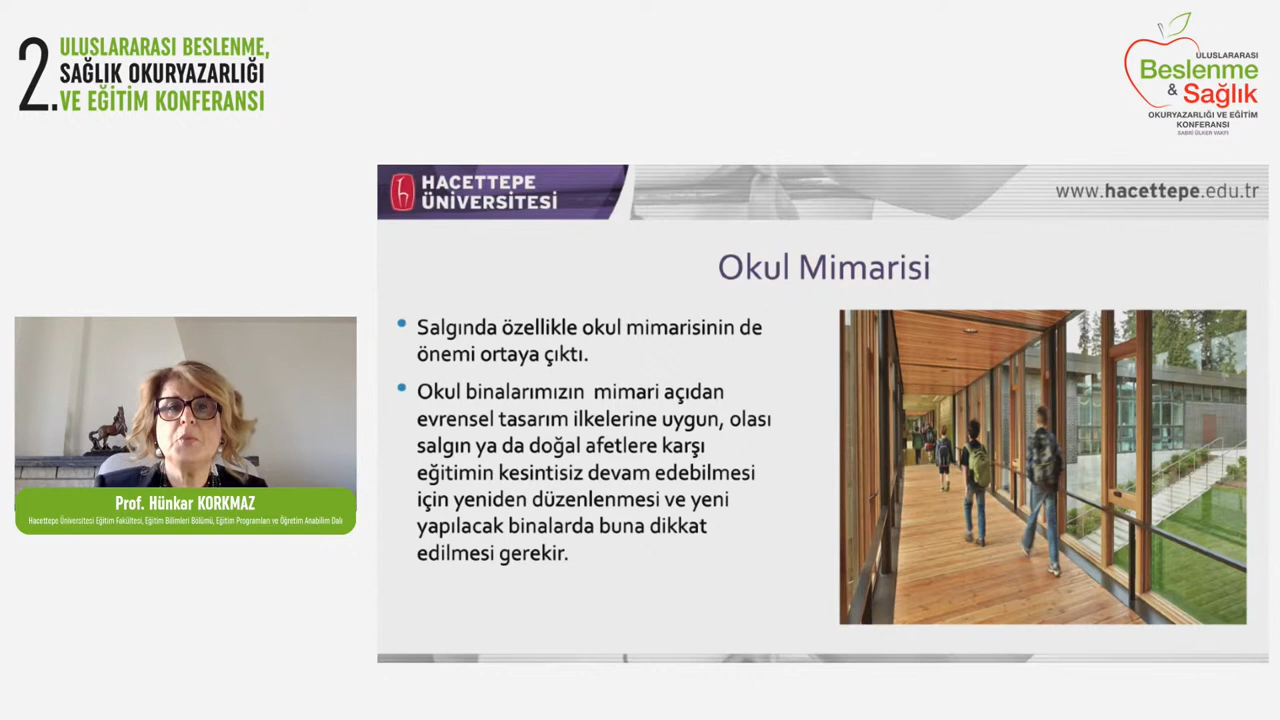 2. ULUSLARARASI BESLENME,
SAĞLIK OKURYAZARLIĞI
VE EĞİTİM KONFERANSI
ULUSLARARASI
Beslenme
& Sağlık
OKURYAZARLIĞI VE EĞİTİM
KONFERANSI
SABRİ ÜLKER VAKFI
HACETTEPE
ÜNİVERSİTESİ
www.hacettepe.edu.tr
Okul Mimarisi
• Salgında özellikle okul mimarisinin de
önemi ortaya çıktı.
• Okul binalarımızın mimari açıdan
evrensel tasarım ilkelerine uygun, olası
salgın ya da doğal afetlere karşı
eğitimin kesintisiz devam edebilmesi
için yeniden düzenlenmesi ve yeni
yapılacak binalarda buna dikkat
edilmesi gerekir.
Prof. Hünkar KORKMAZ
Hacettepe Üniversitesi Eğitim Fakültesi, Eğitim Bilimleri Bölümü, Eğitim Programları ve Öğretim Anabilim Dalı